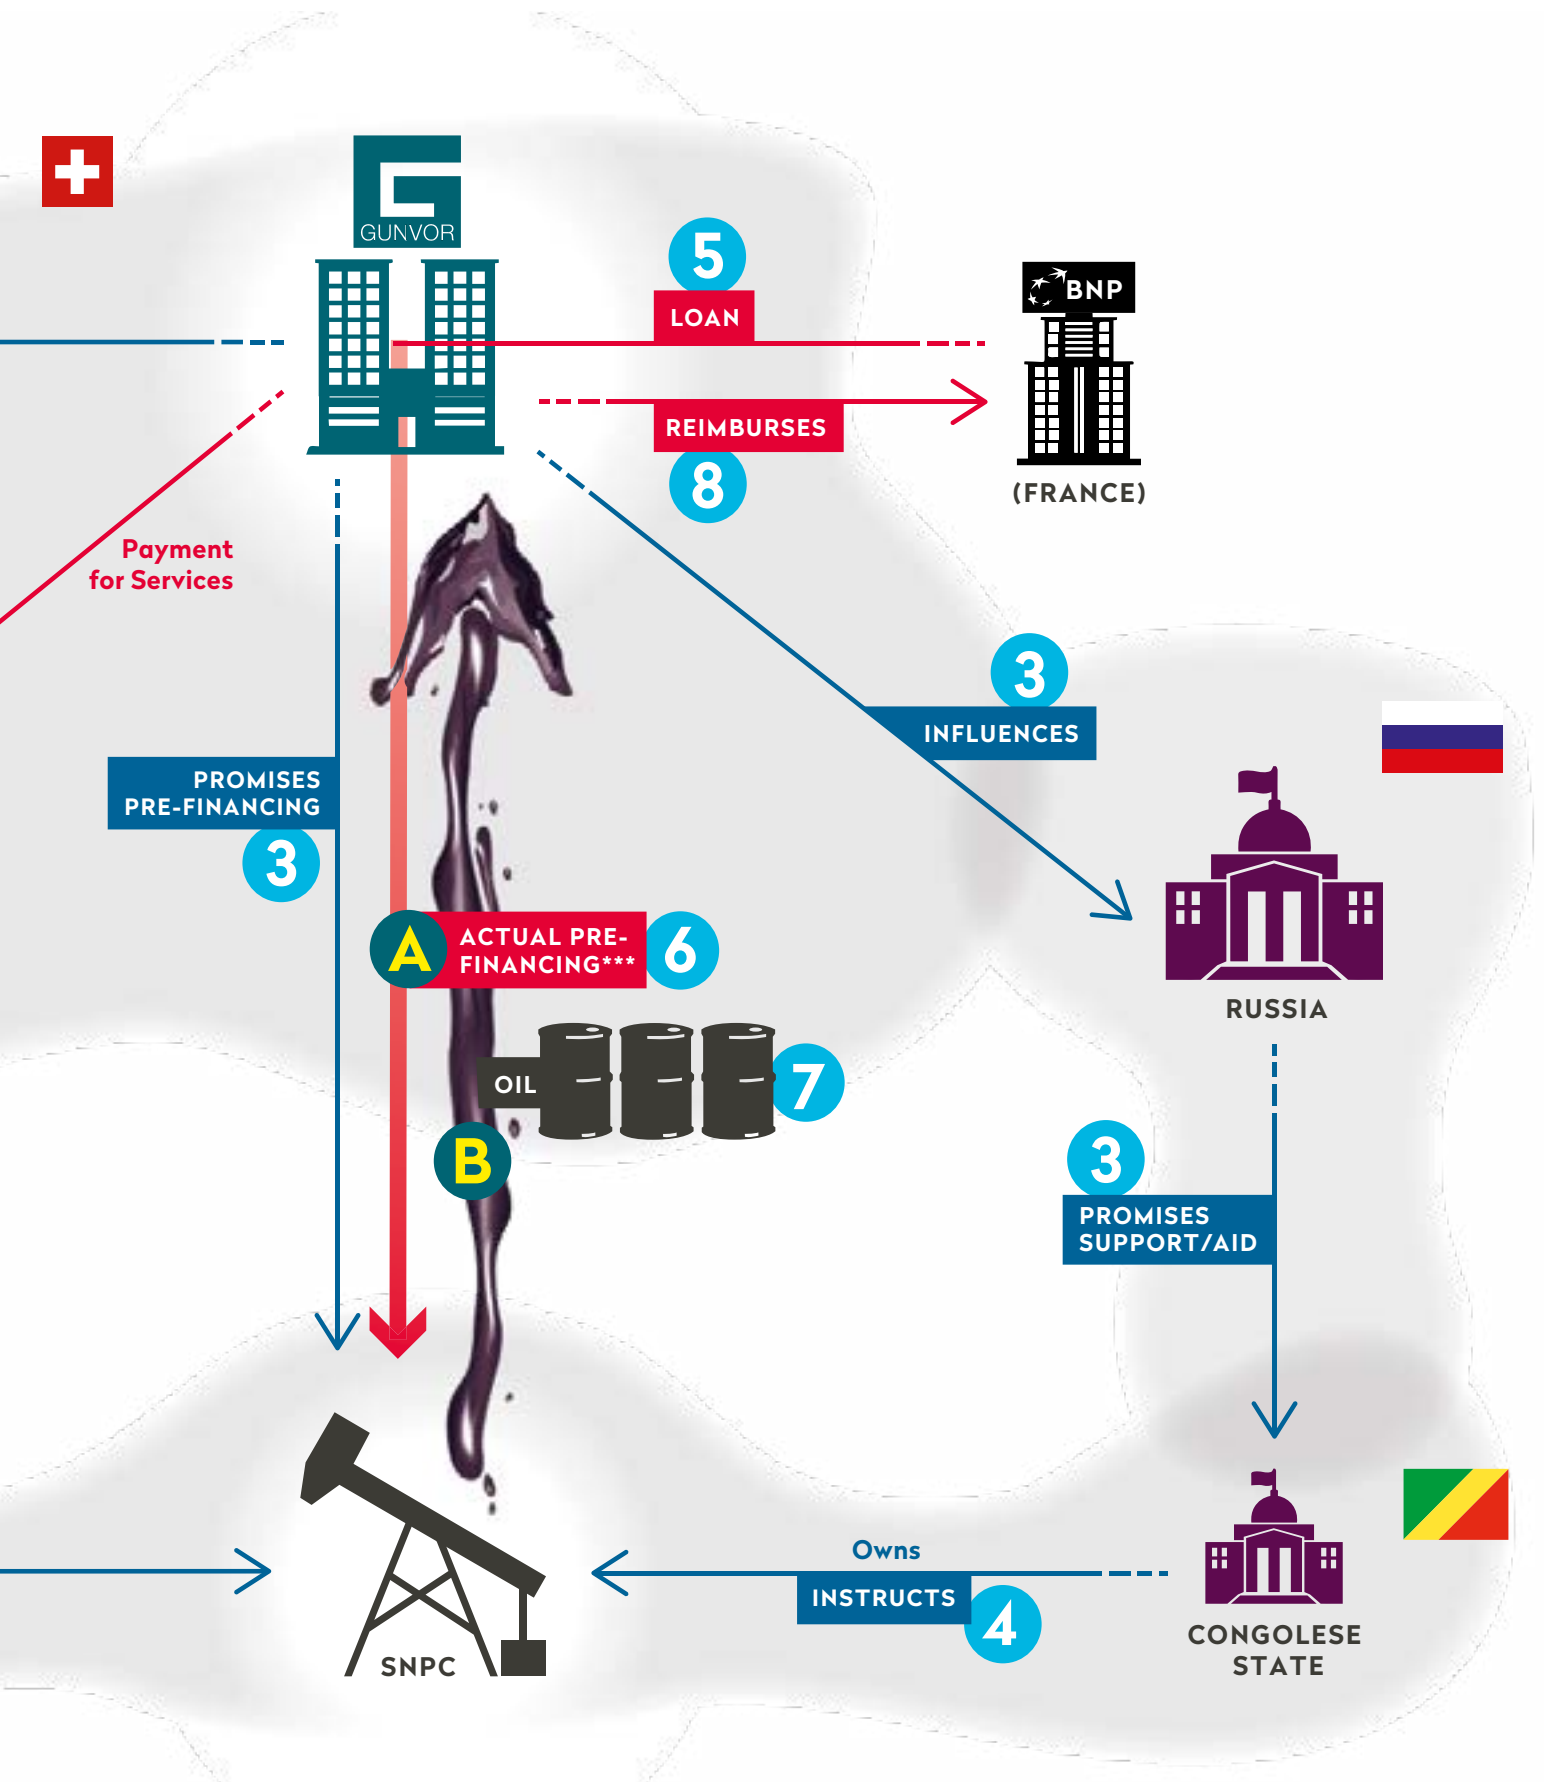 GUNVOR
5
LOAN
BNP
REIMBURSES
8
(FRANCE)
Payment
for Services
3
INFLUENCES
PROMISES
PRE-FINANCING
3
A
ACTUAL PRE-
FINANCING***
6
RUSSIA
OIL
7
B
3
PROMISES
SUPPORT/AID
Owns
INSTRUCTS
4
SNPC
CONGOLESE
STATE